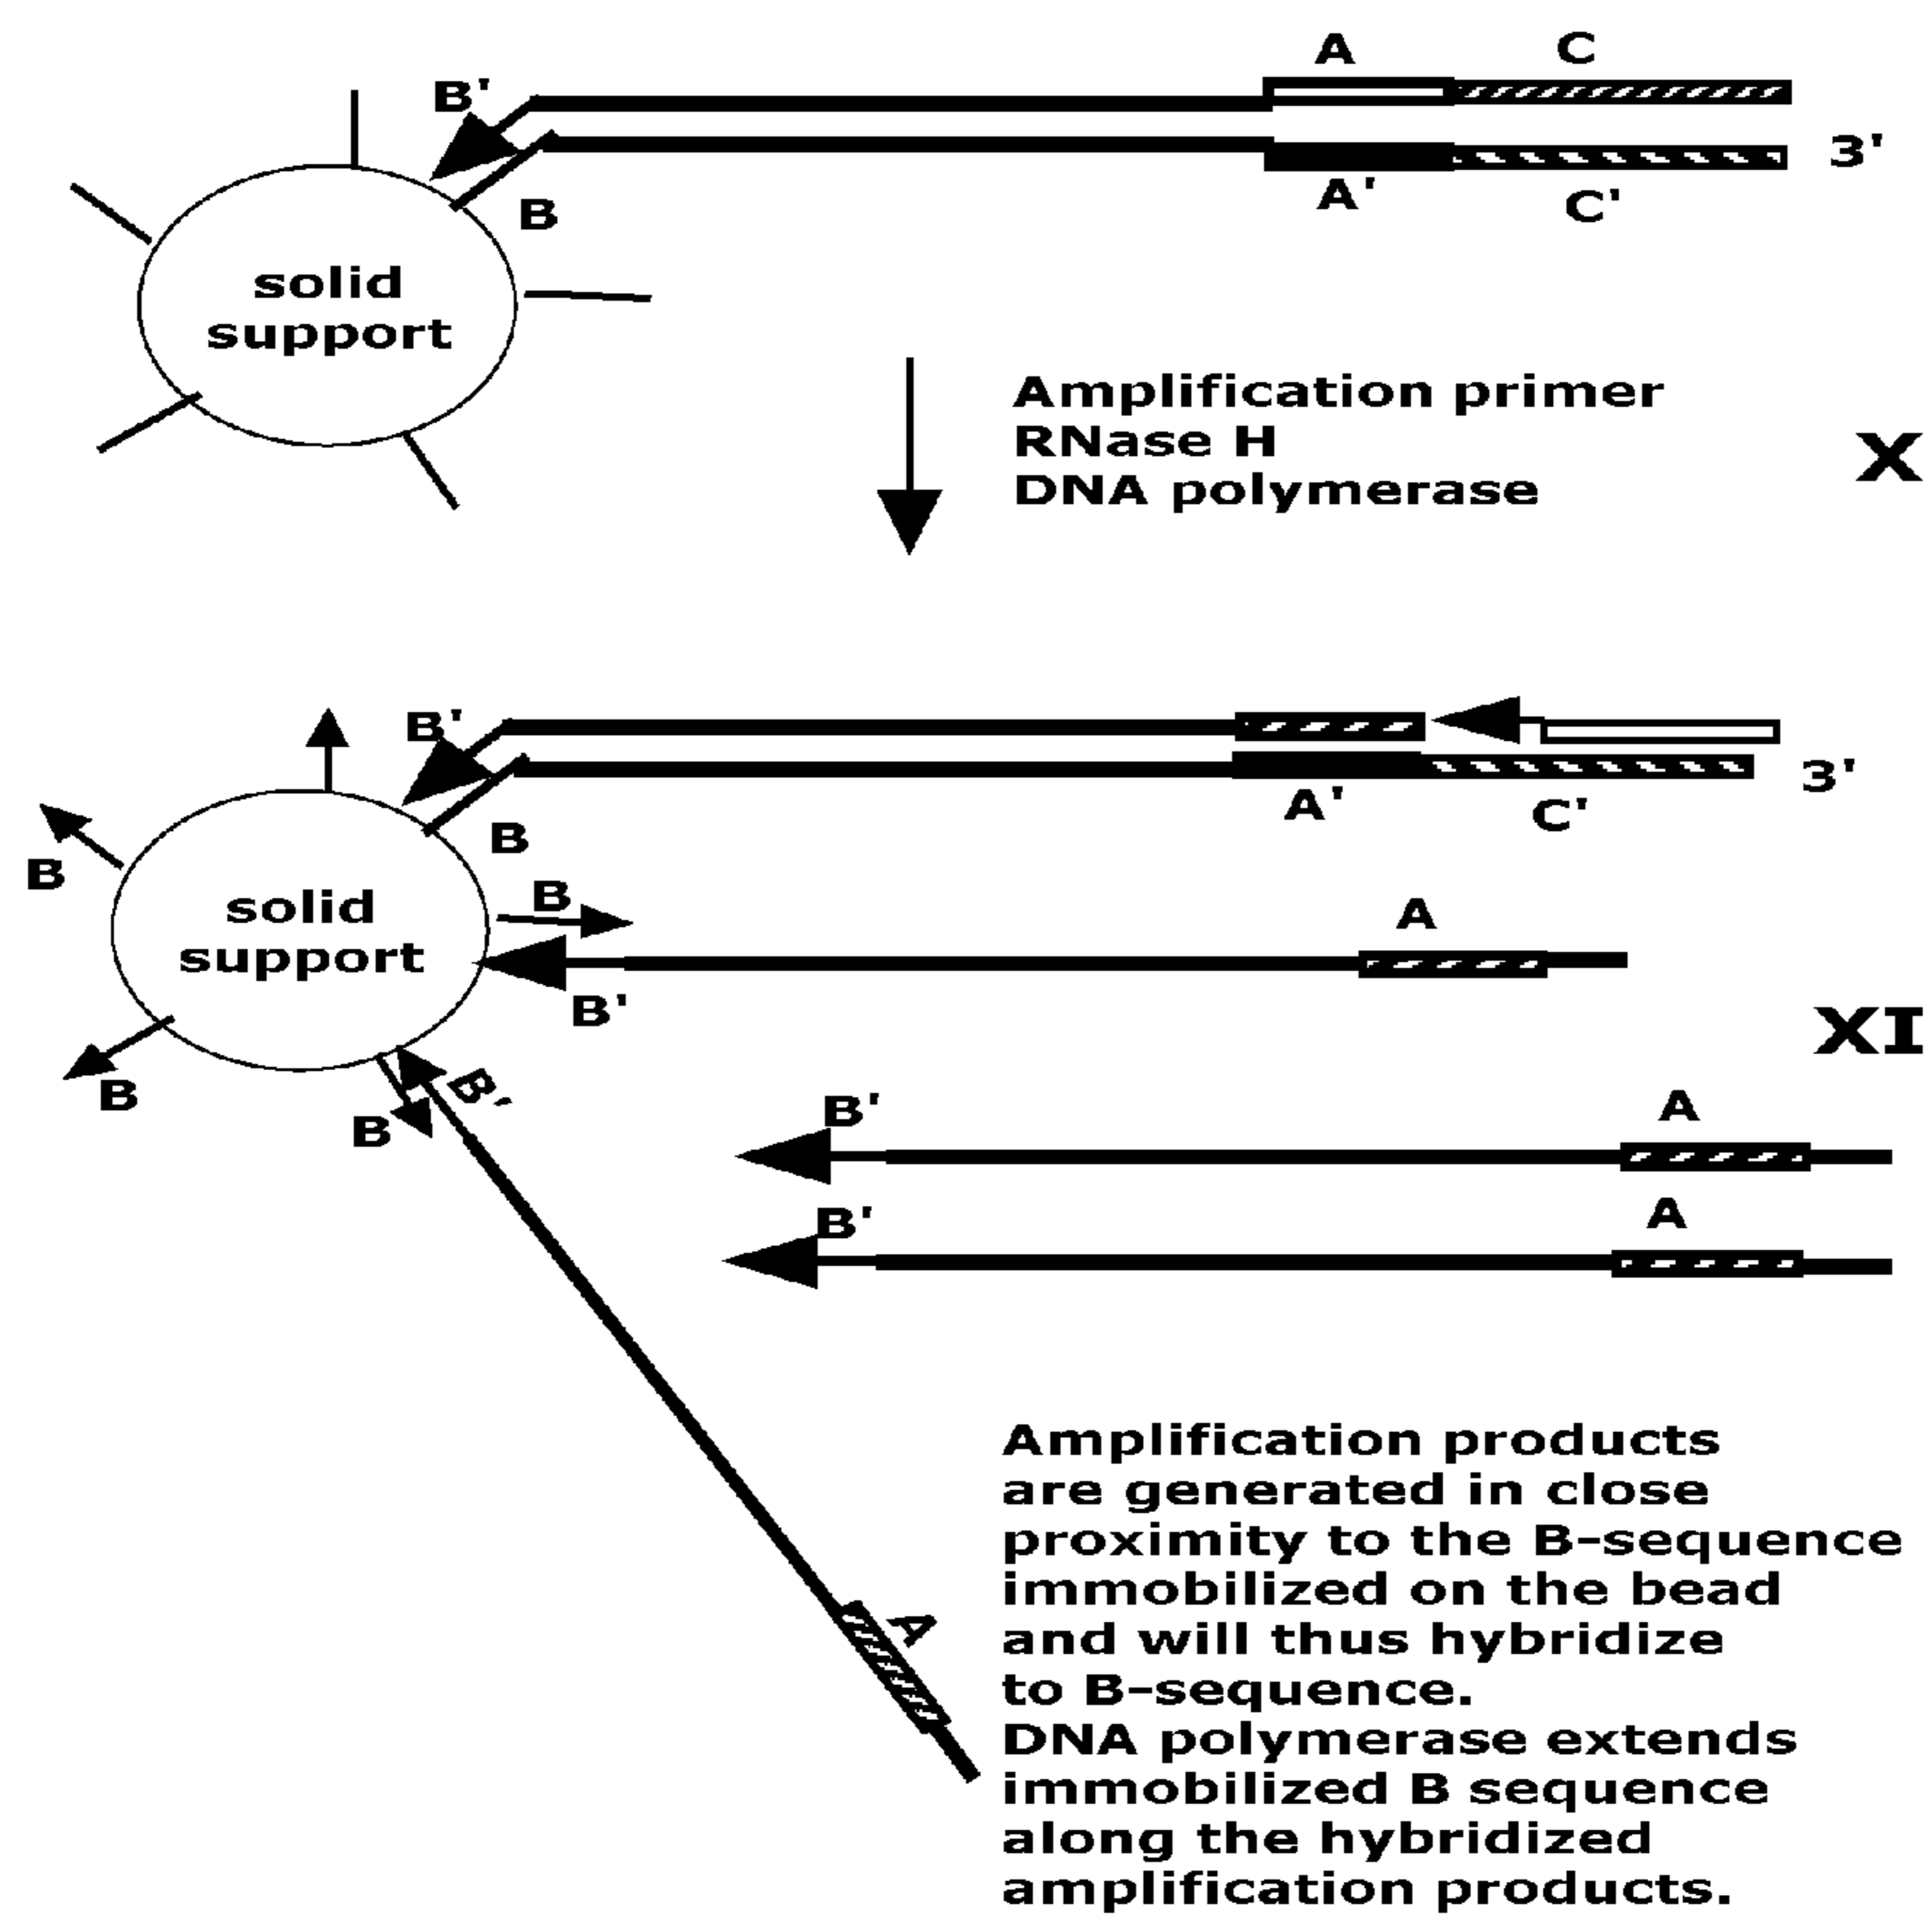 A C
B'
3'
A' C'
B
solid
support
Amplification primer
RNase H
DNA polymerase
X
B'
3'
A' C'
B
B
B
A
solid
support
B'
XI
B
B
B'
B' A
B' A
A
Amplification products
are generated in close
proximity to the B-sequence
immobilized on the bead
and will thus hybridize
to B-sequence.
DNA polymerase extends
immobilized B sequence
along the hybridized
amplification products.